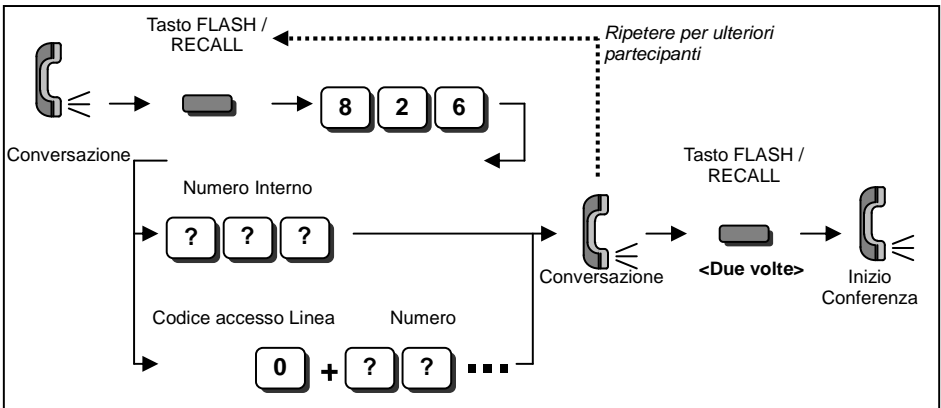 Tasto FLASH /
RECALL
Ripetere per ulteriori
partecipanti
8 2 6
Conversazione
Tasto FLASH /
RECALL
Numero Interno
? ? ?
Conversazione
<Due volte>
Inizio
Conferenza
Codice accesso Linea
Numero
0 + ? ? ...